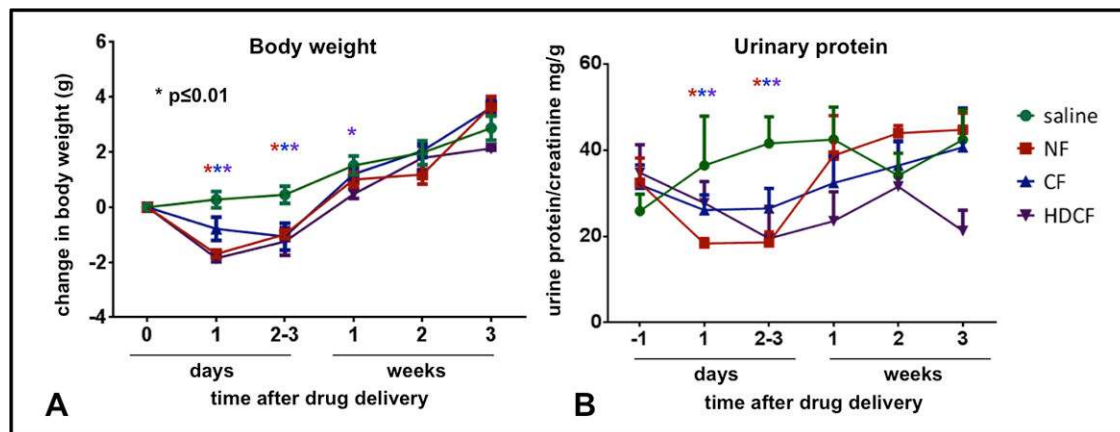 Body weight
change in body weight (g)
6
4
2
0
-2
-4
* p≤0.01
***
***
*
0 1 2-3 1 2 3
days weeks
time after drug delivery
A
Urinary protein
urine protein/creatinine mg/g
60
40
20
0
***
***
-1 1 2-3 1 2 3
days weeks
time after drug delivery
B
saline
NF
CF
HDCF